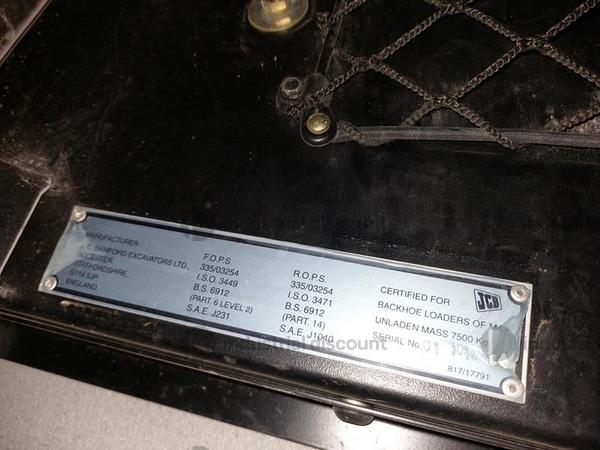 MANUFACTURER:
C. BAMFORD EXCAVATORS LTD.,
STAFFORDSHIRE,
ST14 5JP
ENGLAND
F.O.P.S.
335/03254
I.S.O. 3449
B.S. 6912
(PART. 6 LEVEL 2)
S.A.E. J231
R.O.P.S.
335/03254
I.S.O. 3471
B.S. 6912
(PART. 14)
S.A.E. J1040
CERTIFIED FOR
BACKHOE LOADERS OF
UNLADEN MASS 7500 Kg
SERIAL No.
817/17791
JCB
discount